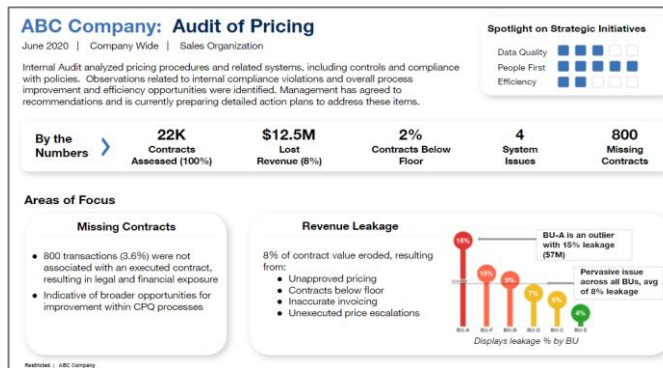 ABC Company: Audit of Pricing
June 2020 | Company Wide | Sales Organization
Internal Audit analyzed pricing procedures and related systems, including controls and compliance
with policies. Observations related to internal compliance violations and overall process
improvement and efficiency opportunities were identified. Management has agreed to
recommendations and is currently preparing detailed action plans to address these items.
Spotlight on Strategic Initiatives
Data Quality
People First
Efficiency
By the
Numbers
22K
Contracts
Assessed (100%)
$12.5M
Lost
Revenue (8%)
2%
Contracts Below
Floor
4
System
Issues
800
Missing
Contracts
Areas of Focus
Missing Contracts
• 800 transactions (3.6%) were not
associated with an executed contract,
resulting in legal and financial exposure
• Indicative of broader opportunities for
improvement within CPQ processes
Revenue Leakage
8% of contract value eroded, resulting
from:
• Unapproved pricing
• Contracts below floor
• Inaccurate invoicing
• Unexecuted price escalations
BU-A is an outlier
with 15% leakage
($7M)
Pervasive issue
across all BUs, avg
of 8% leakage
10%
9%
7%
4%
BU-A BU-F BU-B BU-D BU-C BU-E
Displays leakage % by BU
Restricted | ABC Company